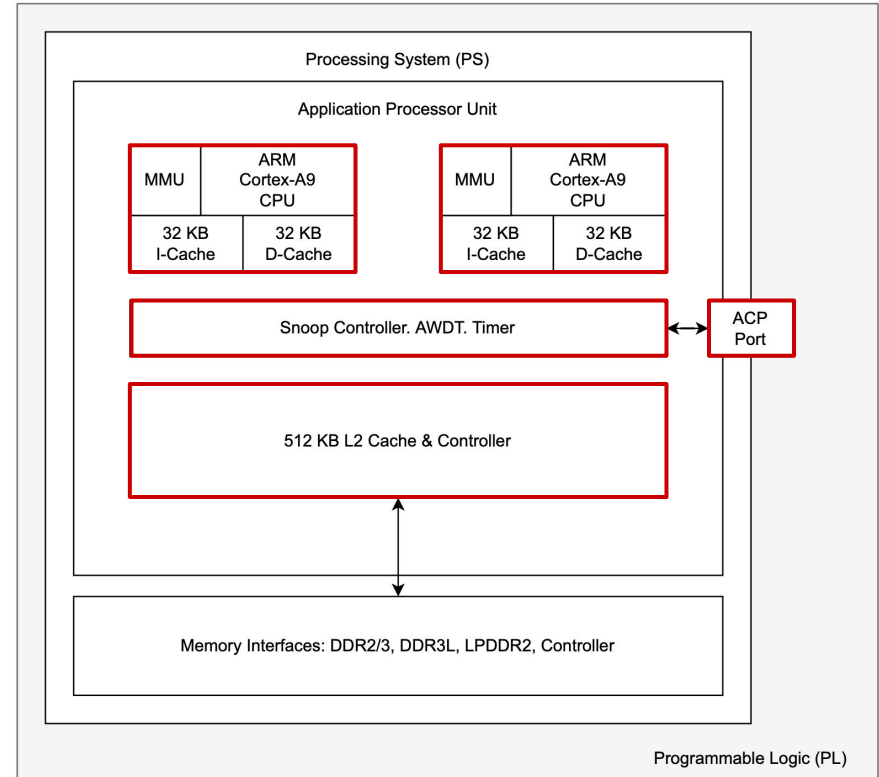 Processing System (PS)
Application Processor Unit
MMU
ARM
Cortex-A9
CPU
32 KB
I-Cache
32 KB
D-Cache
MMU
ARM
Cortex-A9
CPU
32 KB
I-Cache
32 KB
D-Cache
Snoop Controller. AWDT. Timer
ACP
Port
512 KB L2 Cache & Controller
Memory Interfaces: DDR2/3, DDR3L, LPDDR2, Controller
Programmable Logic (PL)